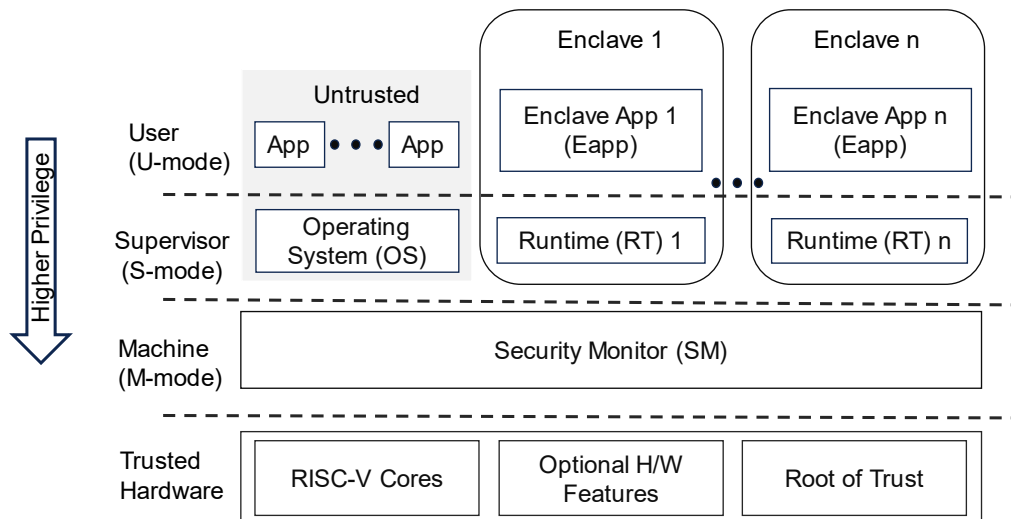 Enclave 1
Enclave n
Untrusted
User
(U-mode)
App
App
Enclave App 1
(Eapp)
Enclave App n
(Eapp)
Higher Privilege
Supervisor
(S-mode)
Operating
System (OS)
Runtime (RT) 1
Runtime (RT) n
Machine
(M-mode)
Security Monitor (SM)
Trusted
Hardware
RISC-V Cores
Optional H/W
Features
Root of Trust